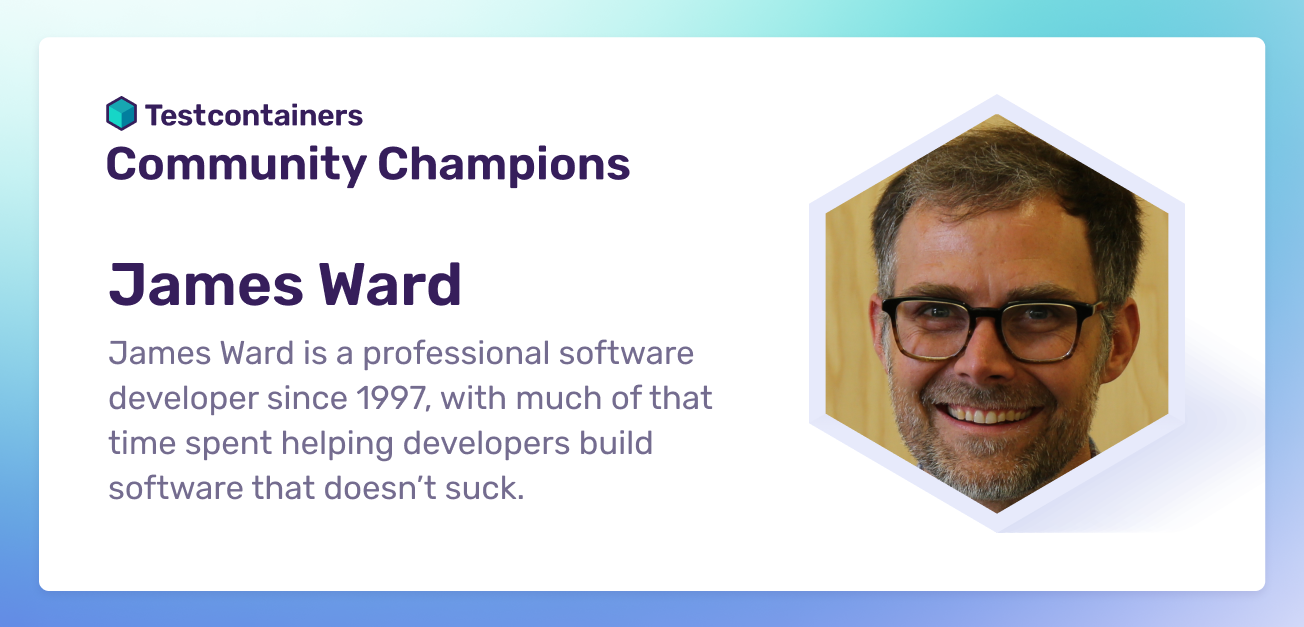 Testcontainers
Community Champions
James Ward
James Ward is a professional software
developer since 1997, with much of that
time spent helping developers build
software that doesn’t suck.